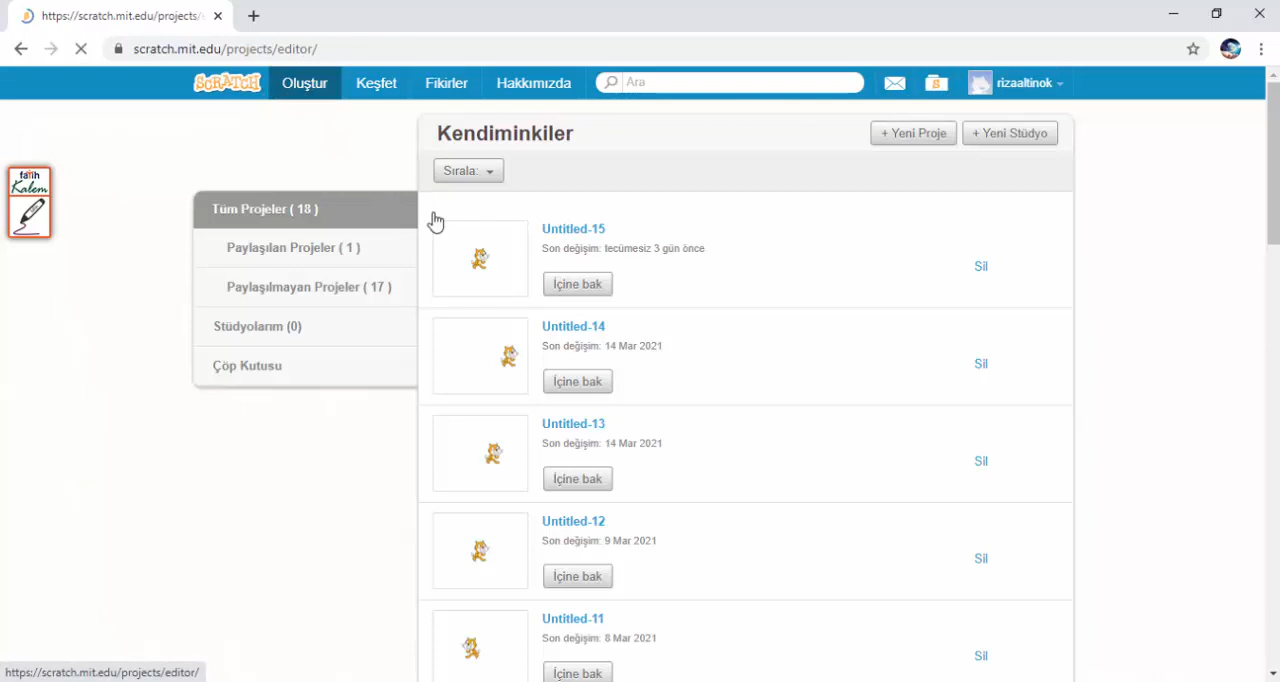 https://scratch.mit.edu/projects/
scratch.mit.edu/projects/editor/
SCRATCH Oluştur Keşfet Fikirler Hakkımızda Ara S rizaaltinok
Kendiminkiler + Yeni Proje + Yeni Stüdyo
Sırala:
fatih
Kalem
Tüm Projeler ( 18 )
Paylaşılan Projeler ( 1 )
Paylaşılmayan Projeler ( 17 )
Stüdyolarım (0)
Çöp Kutusu
Untitled-15
Son değişim: tecümesiz 3 gün önce
İçine bak
Sil
Untitled-14
Son değişim: 14 Mar 2021
İçine bak
Sil
Untitled-13
Son değişim: 14 Mar 2021
İçine bak
Sil
Untitled-12
Son değişim: 9 Mar 2021
İçine bak
Sil
Untitled-11
Son değişim: 8 Mar 2021
İçine bak
Sil
https://scratch.mit.edu/projects/editor/